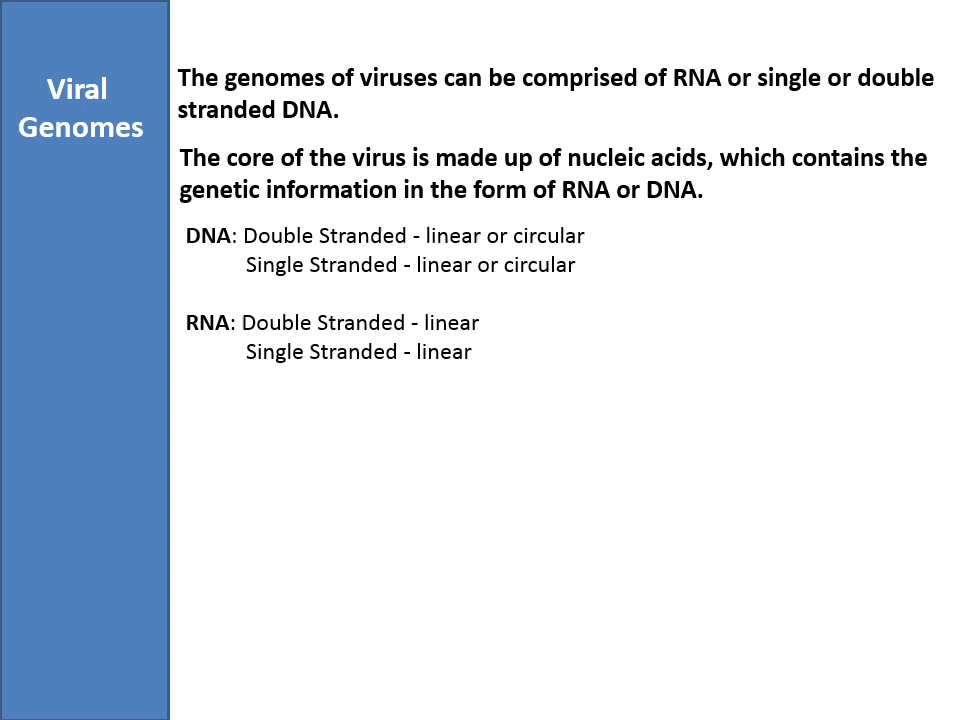 Viral
Genomes
The genomes of viruses can be comprised of RNA or single or double
stranded DNA.
The core of the virus is made up of nucleic acids, which contains the
genetic information in the form of RNA or DNA.
DNA: Double Stranded - linear or circular
Single Stranded - linear or circular
RNA: Double Stranded - linear
Single Stranded - linear